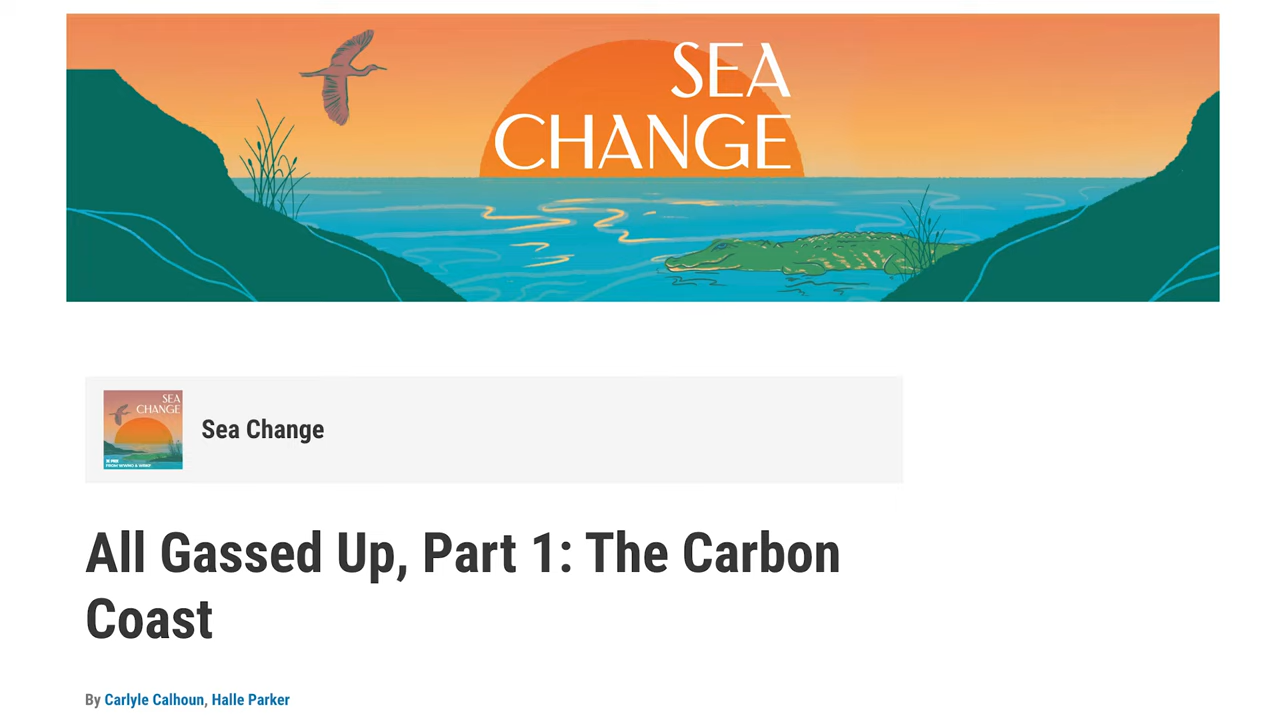 SEA
CHANGE
SEA
CHANGE
Sea Change
All Gassed Up, Part 1: The Carbon
Coast
By Carlyle Calhoun, Halle Parker